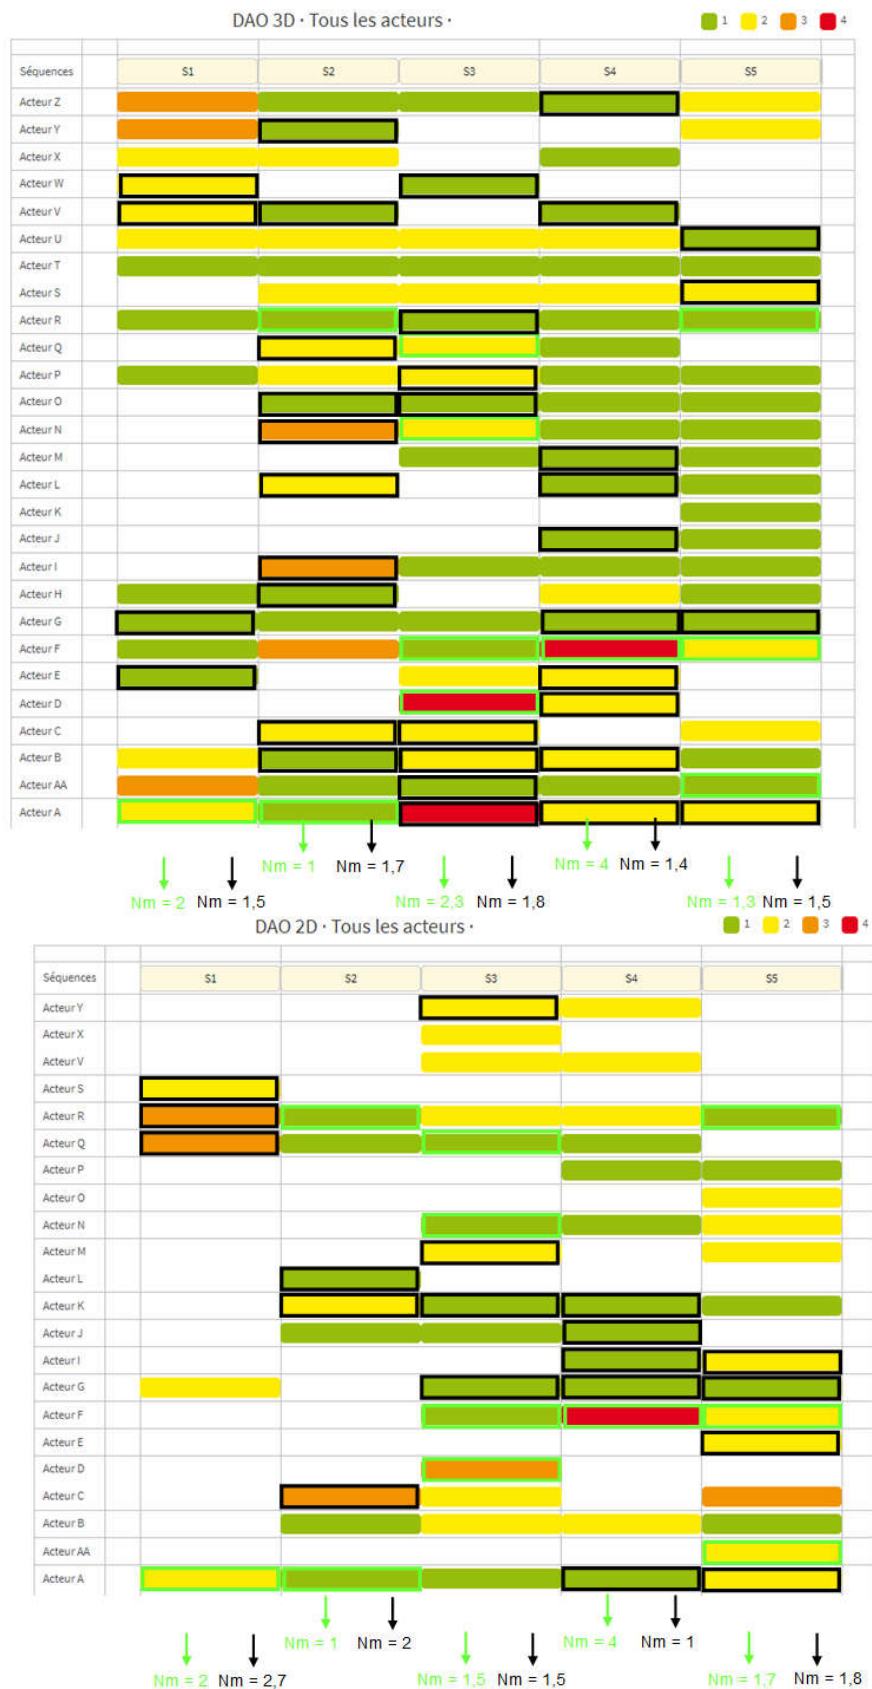 DAO 3D · Tous les acteurs ·
1 2 3 4
Séquences S1 S2 S3 S4 S5
Acteur Z
Acteur Y
Acteur X
Acteur W
Acteur V
Acteur U
Acteur T
Acteur S
Acteur R
Acteur Q
Acteur P
Acteur O
Acteur N
Acteur M
Acteur L
Acteur K
Acteur J
Acteur I
Acteur H
Acteur G
Acteur F
Acteur E
Acteur D
Acteur C
Acteur B
Acteur AA
Acteur A
Nm = 1 Nm = 1,7 Nm = 4 Nm = 1,4
Nm = 2 Nm = 1,5 Nm = 2,3 Nm = 1,8 Nm = 1,3 Nm = 1,5
DAO 2D · Tous les acteurs ·
1 2 3 4
Séquences S1 S2 S3 S4 S5
Acteur Y
Acteur X
Acteur V
Acteur S
Acteur R
Acteur Q
Acteur P
Acteur O
Acteur N
Acteur M
Acteur L
Acteur K
Acteur J
Acteur I
Acteur G
Acteur F
Acteur E
Acteur D
Acteur C
Acteur B
Acteur AA
Acteur A
Nm = 1 Nm = 2 Nm = 4 Nm = 1
Nm = 2 Nm = 2,7 Nm = 1,5 Nm = 1,5 Nm = 1,7 Nm = 1,8